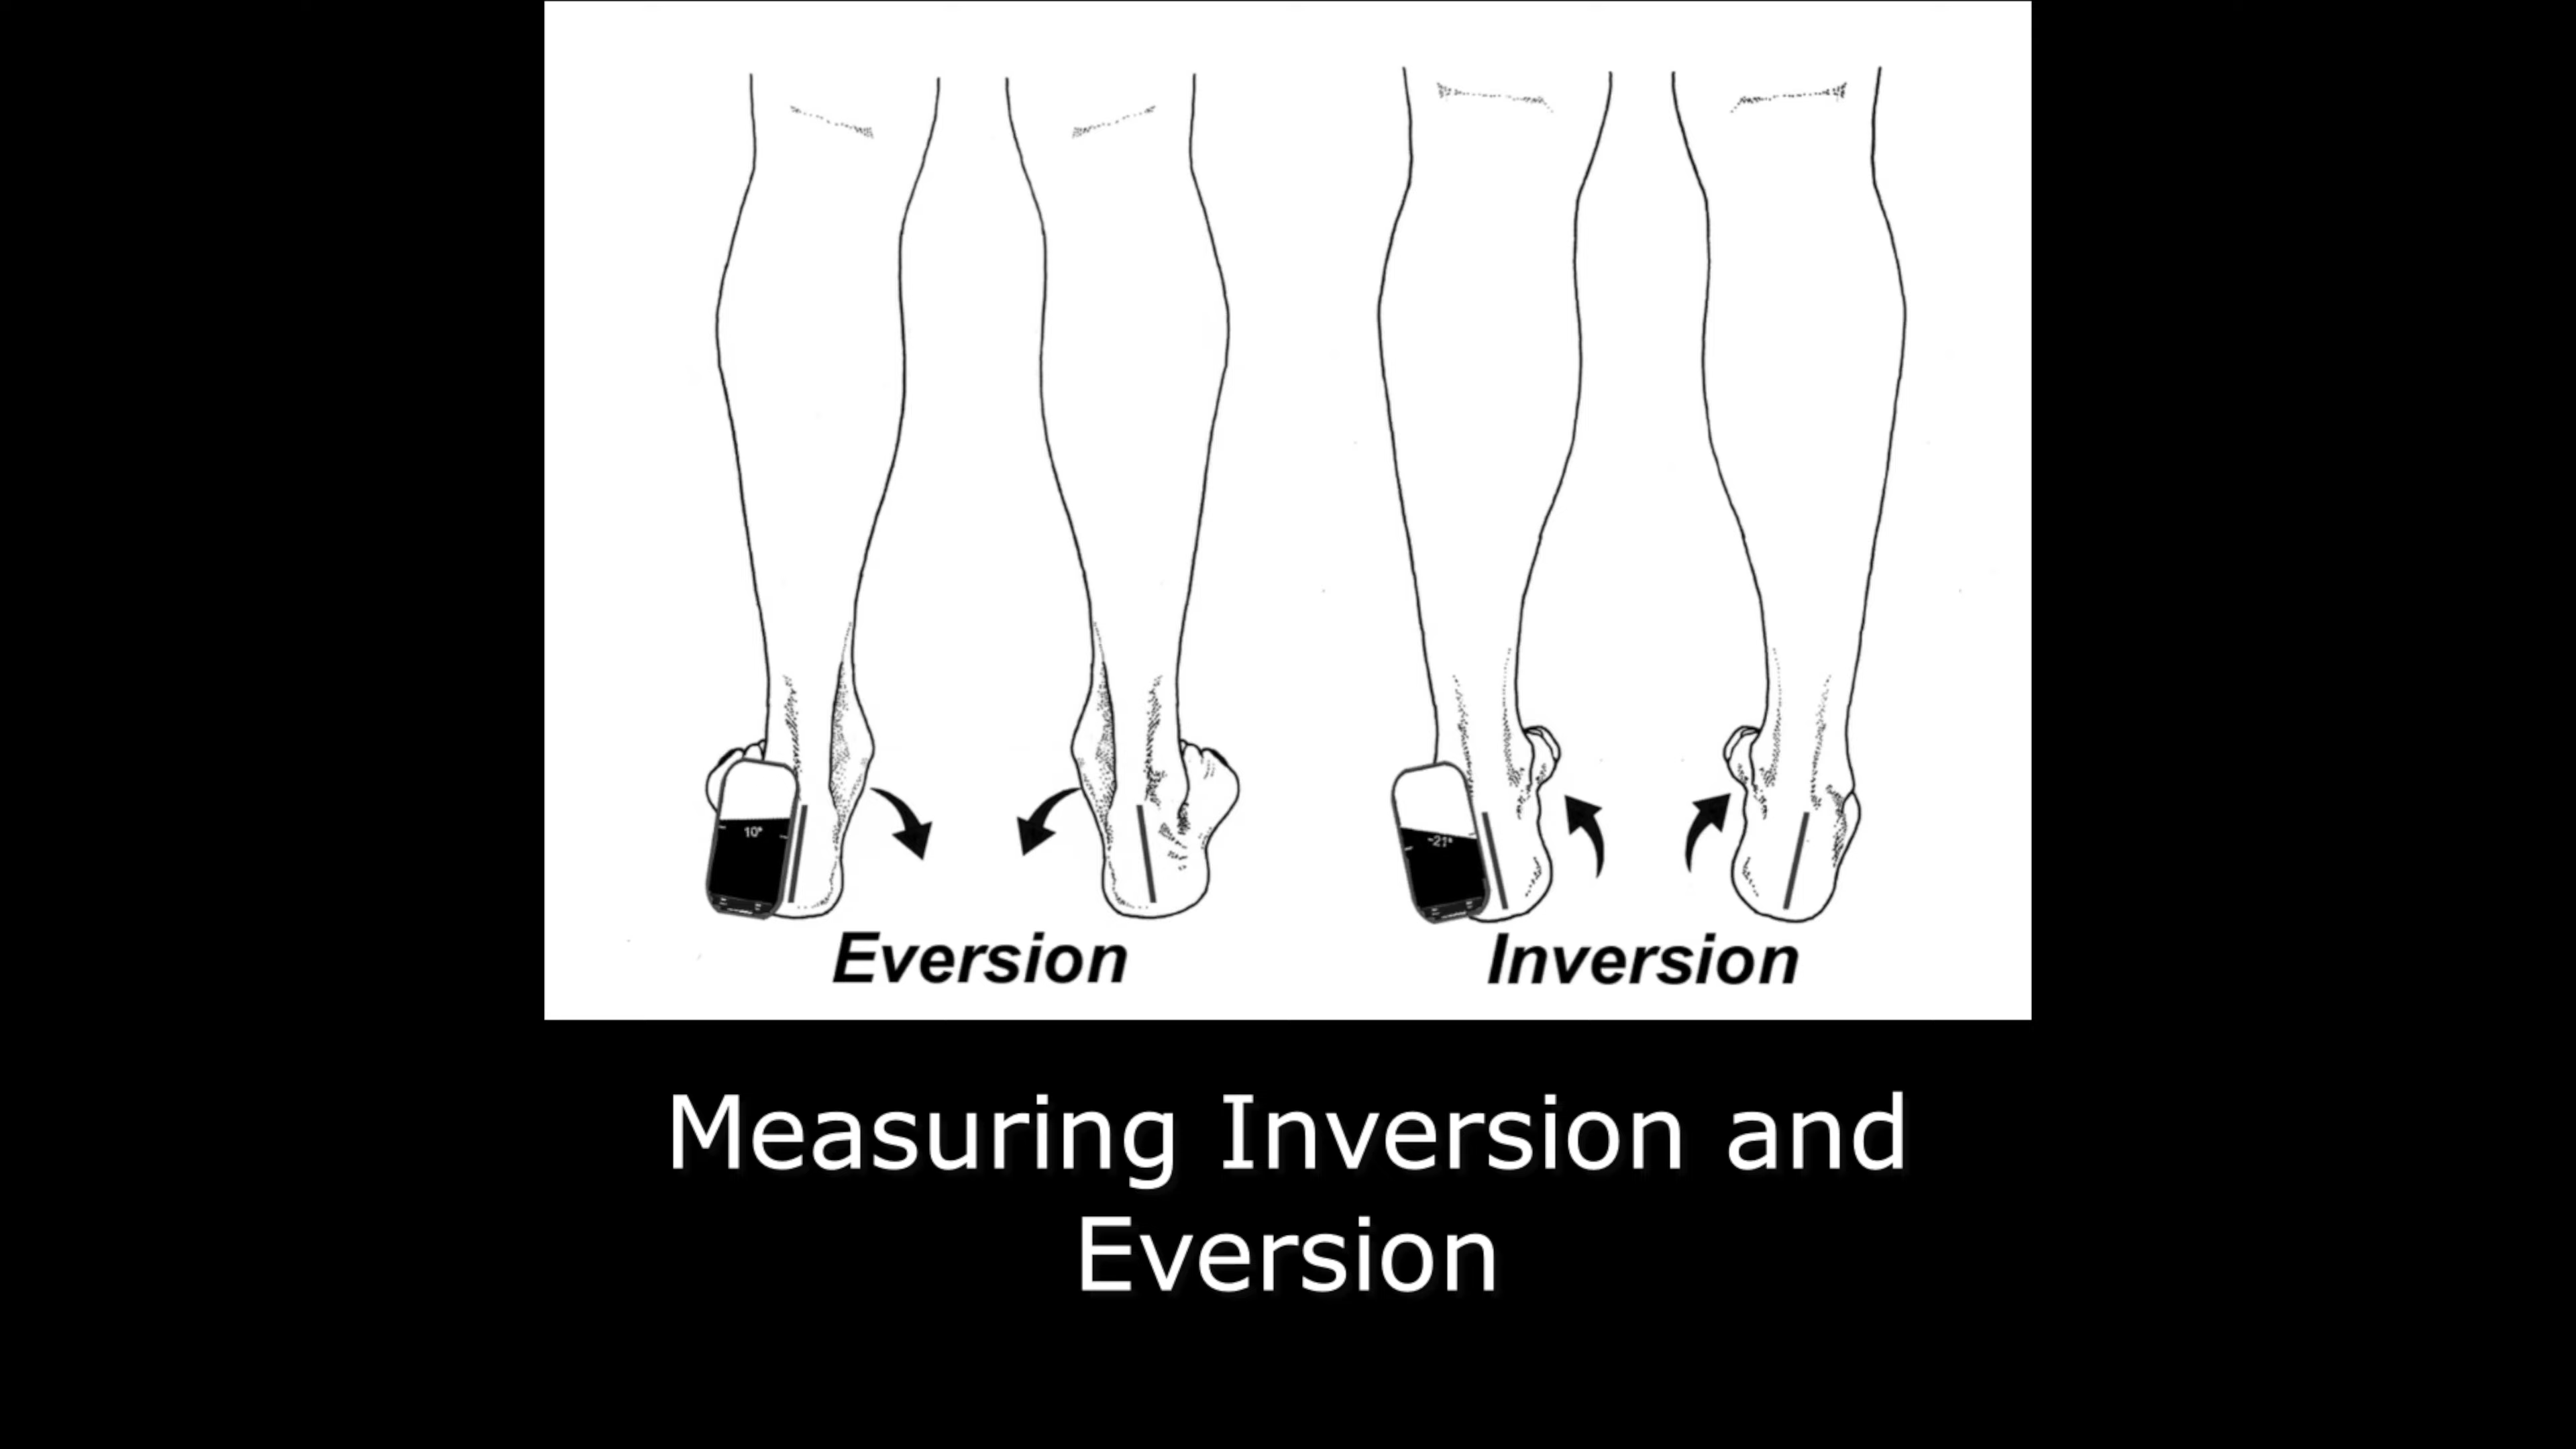 10°
-21°
Eversion
Inversion
Measuring Inversion and
Eversion